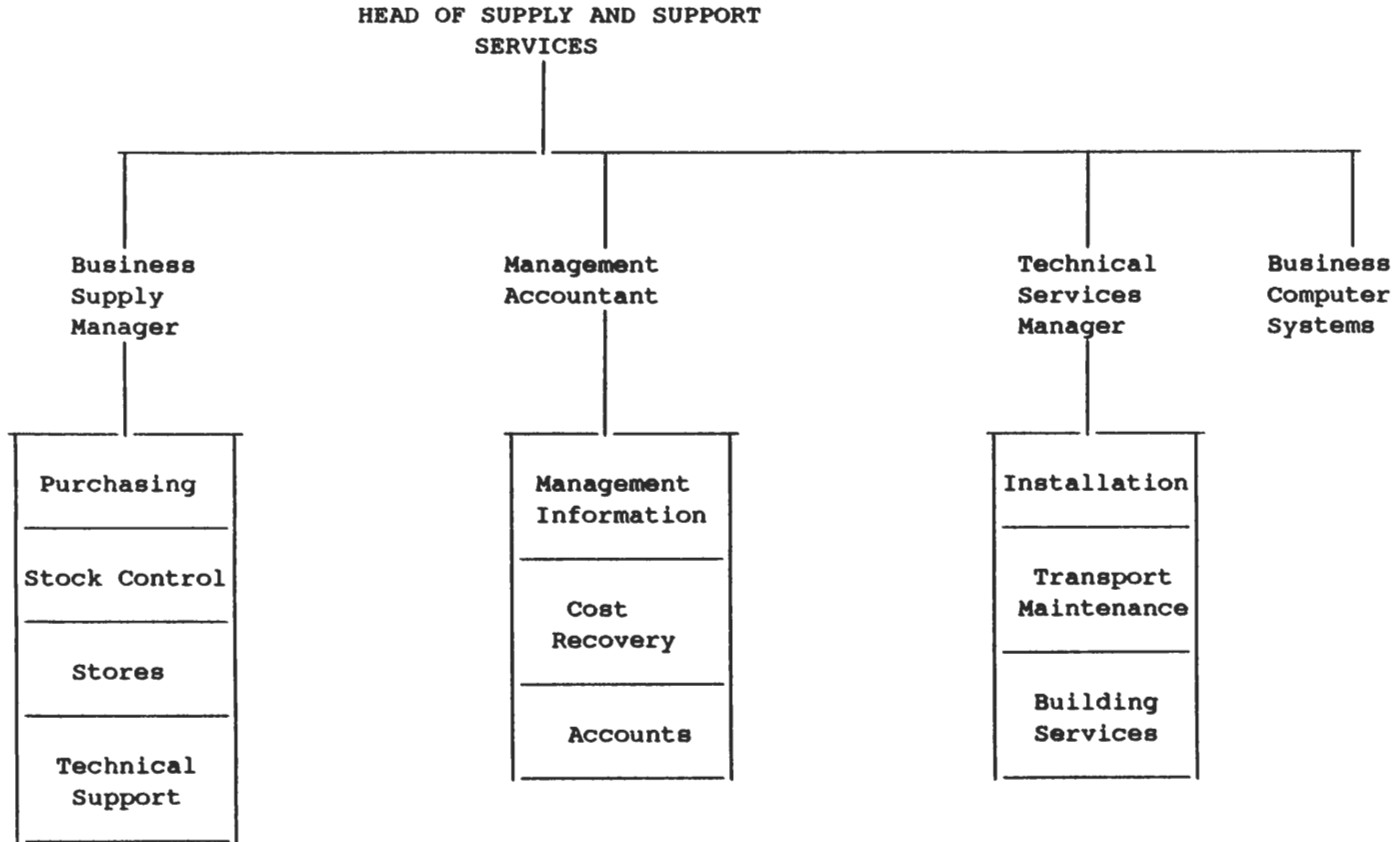 HEAD OF SUPPLY AND SUPPORT
SERVICES
Business
Supply
Manager
Management
Accountant
Technical
Services
Manager
Business
Computer
Systems
Purchasing
Stock Control
Stores
Technical
Support
Management
Information
Cost
Recovery
Accounts
Installation
Transport
Maintenance
Building
Services